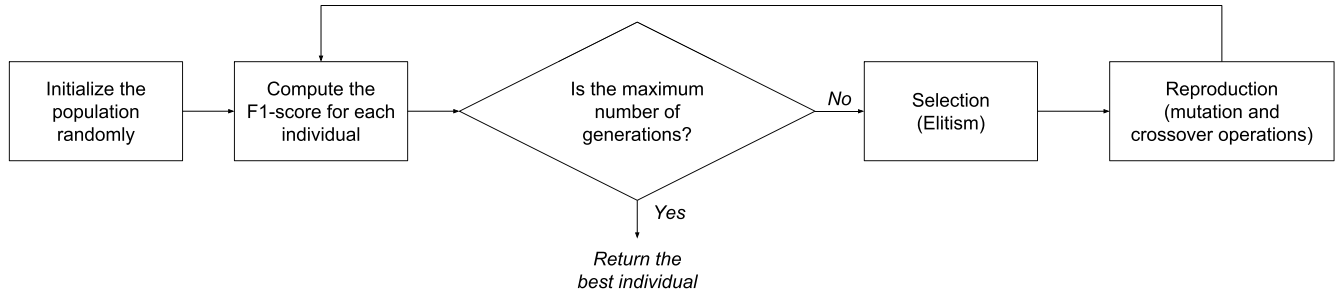 Initialize the
population
randomly
Compute the
F1-score for each
individual
Is the maximum
number of
generations?
No
Selection
(Elitism)
Reproduction
(mutation and
crossover operations)
Yes
Return the
best individual